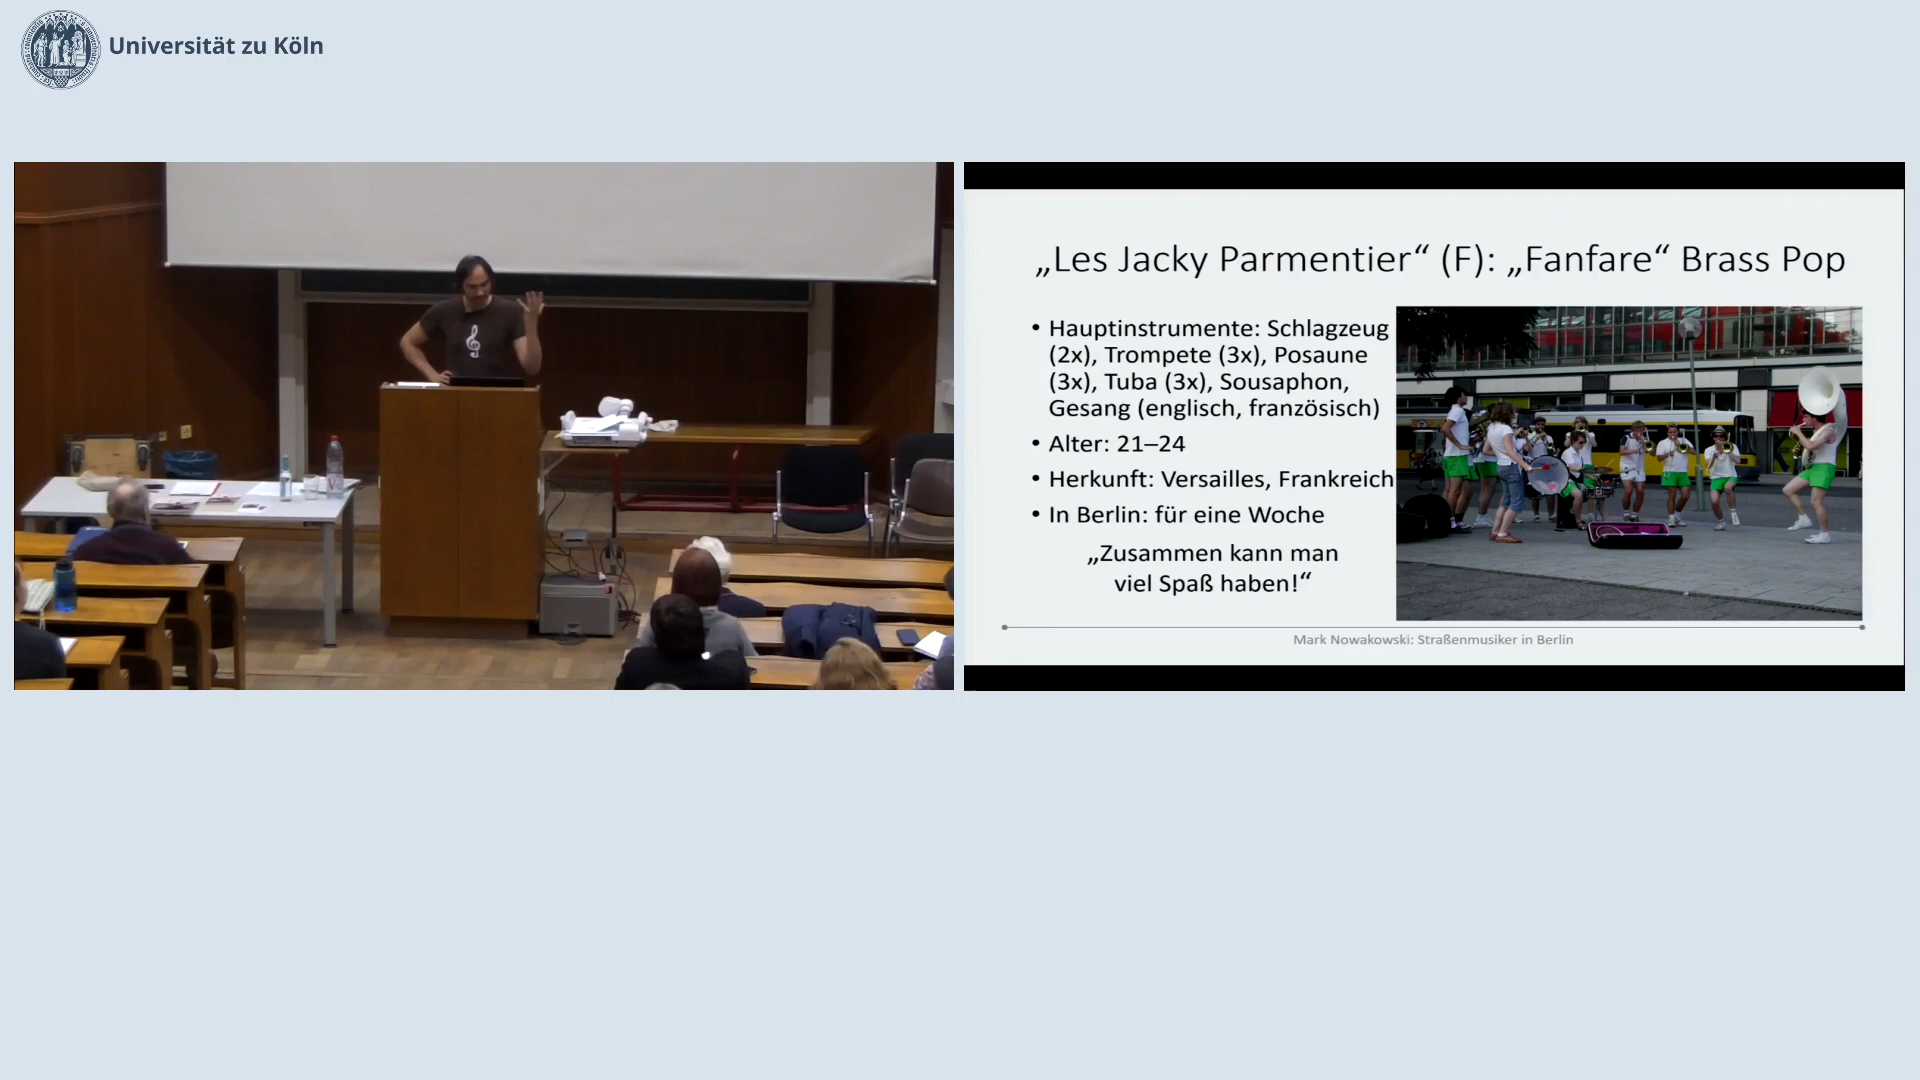 Universität zu Köln
„Les Jacky Parmentier“ (F): „Fanfare“ Brass Pop
• Hauptinstrumente: Schlagzeug
(2x), Trompete (3x), Posaune
(3x), Tuba (3x), Sousaphon,
Gesang (englisch, französisch)
• Alter: 21–24
• Herkunft: Versailles, Frankreich
• In Berlin: für eine Woche
„Zusammen kann man
viel Spaß haben!“
Mark Nowakowski: Straßenmusiker in Berlin